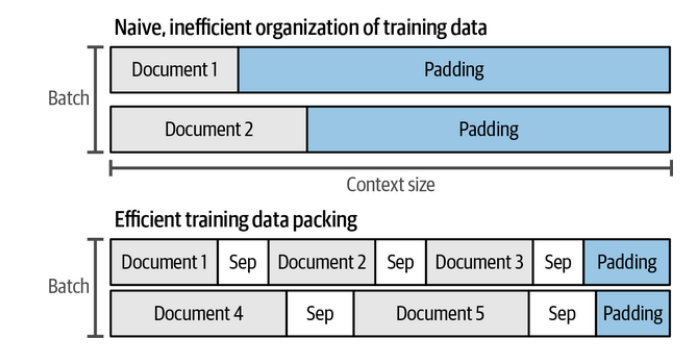 Naive, inefficient organization of training data
Document 1 Padding
Batch
Document 2 Padding
Context size
Efficient training data packing
Document 1 Sep Document 2 Sep Document 3 Sep Padding
Batch
Document 4 Sep Document 5 Sep Padding